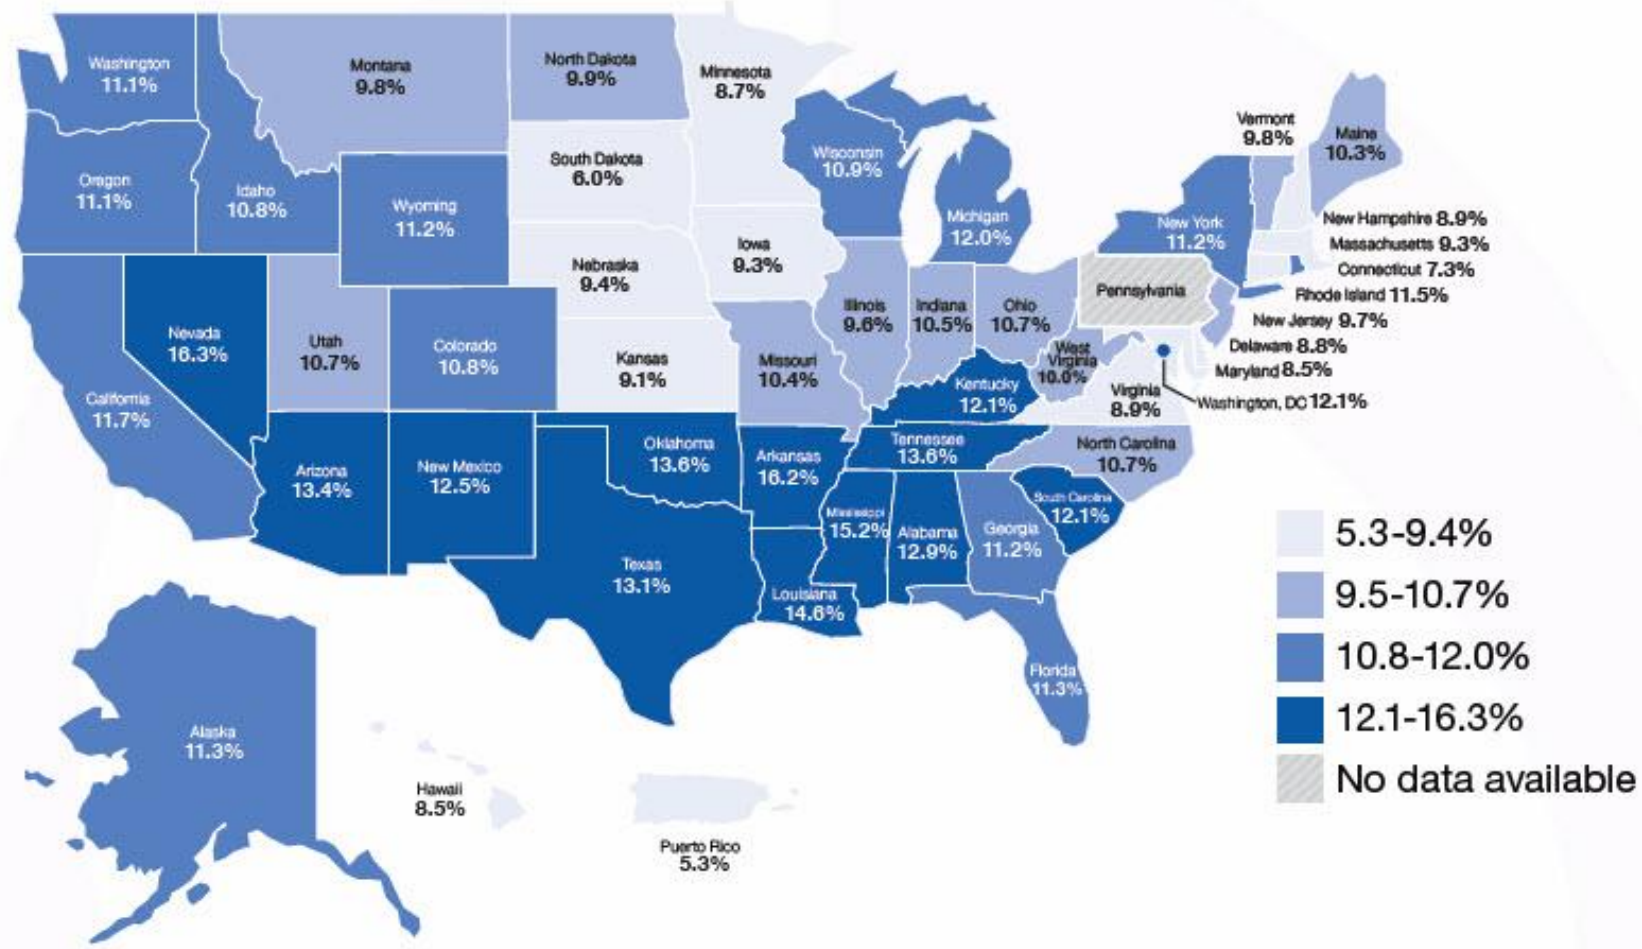 Washington
11.1%
Montana
9.8%
North Dakota
9.9%
Minnesota
8.7%
Vermont
9.8%
Maine
10.3%
Oregon
11.1%
Idaho
10.8%
Wyoming
11.2%
South Dakota
6.0%
Wisconsin
10.9%
Michigan
12.0%
New York
11.2%
New Hampshire 8.9%
Massachusetts 9.3%
Connecticut 7.3%
Rhode Island 11.5%
New Jersey 9.7%
Delaware 8.8%
Maryland 8.5%
Washington, DC 12.1%
Iowa
9.3%
Nebraska
9.4%
Pennsylvania
Illinois
9.6%
Indiana
10.5%
Ohio
10.7%
Nevada
16.3%
Utah
10.7%
Colorado
10.8%
Kansas
9.1%
Missouri
10.4%
West
Virginia
10.0%
Virginia
8.9%
Kentucky
12.1%
California
11.7%
Arizona
13.4%
New Mexico
12.5%
Oklahoma
13.6%
Arkansas
16.2%
Tennessee
13.6%
North Carolina
10.7%
South Carolina
12.1%
Mississippi
15.2%
Alabama
12.9%
Georgia
11.2%
Texas
13.1%
Louisiana
14.6%
Florida
11.3%
Alaska
11.3%
Hawaii
8.5%
Puerto Rico
5.3%
5.3-9.4%
9.5-10.7%
10.8-12.0%
12.1-16.3%
No data available